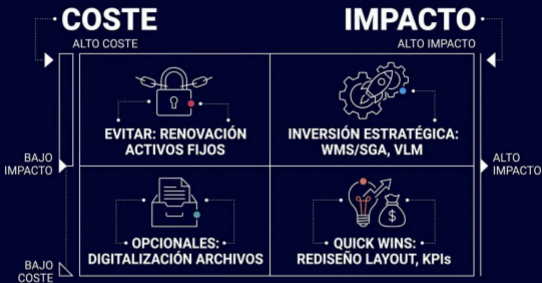 COSTE
ALTO COSTE
IMPACTO
ALTO IMPACTO
EVITAR: RENOVACIÓN
ACTIVOS FIJOS
INVERSIÓN ESTRATÉGICA:
WMS/SGA, VLM
BAJO
IMPACTO
ALTO
IMPACTO
OPCIONALES:
DIGITALIZACIÓN ARCHIVOS
$
QUICK WINS:
REDISEÑO LAYOUT, KPIs
BAJO
COSTE